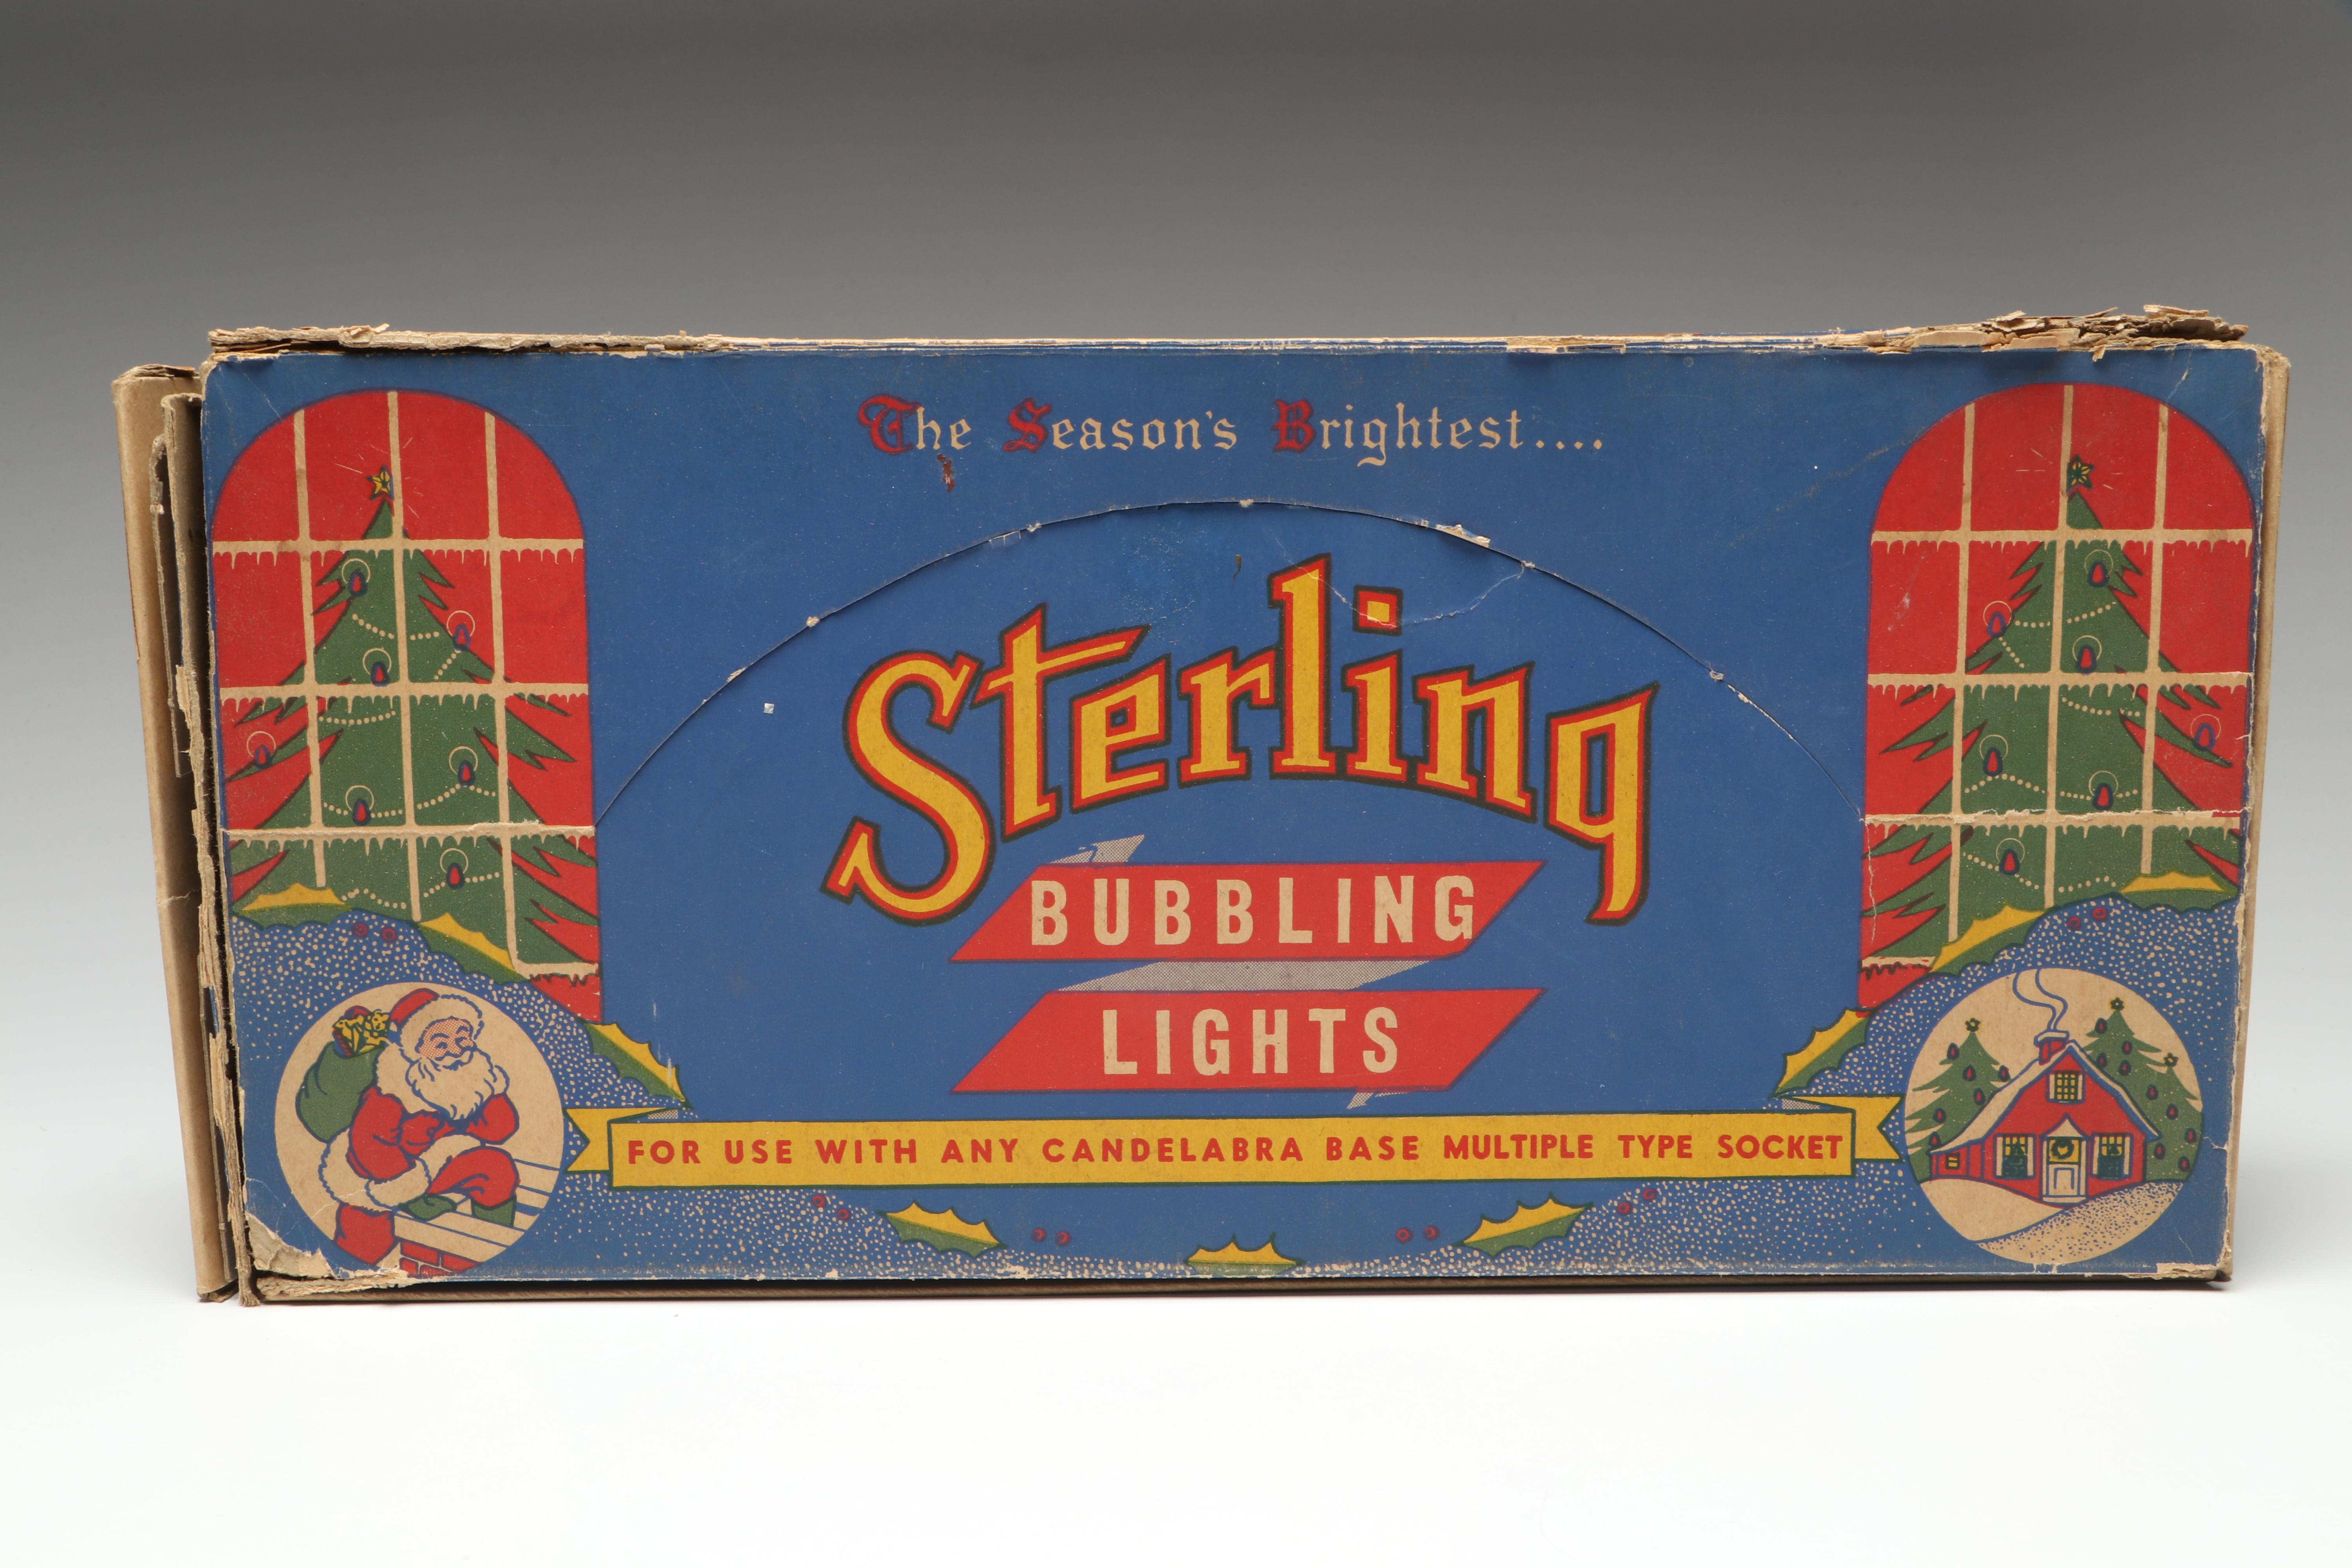 The Season's Brightest....
Sterling
BUBBLING
LIGHTS
FOR USE WITH ANY CANDELABRA BASE MULTIPLE TYPE SOCKET